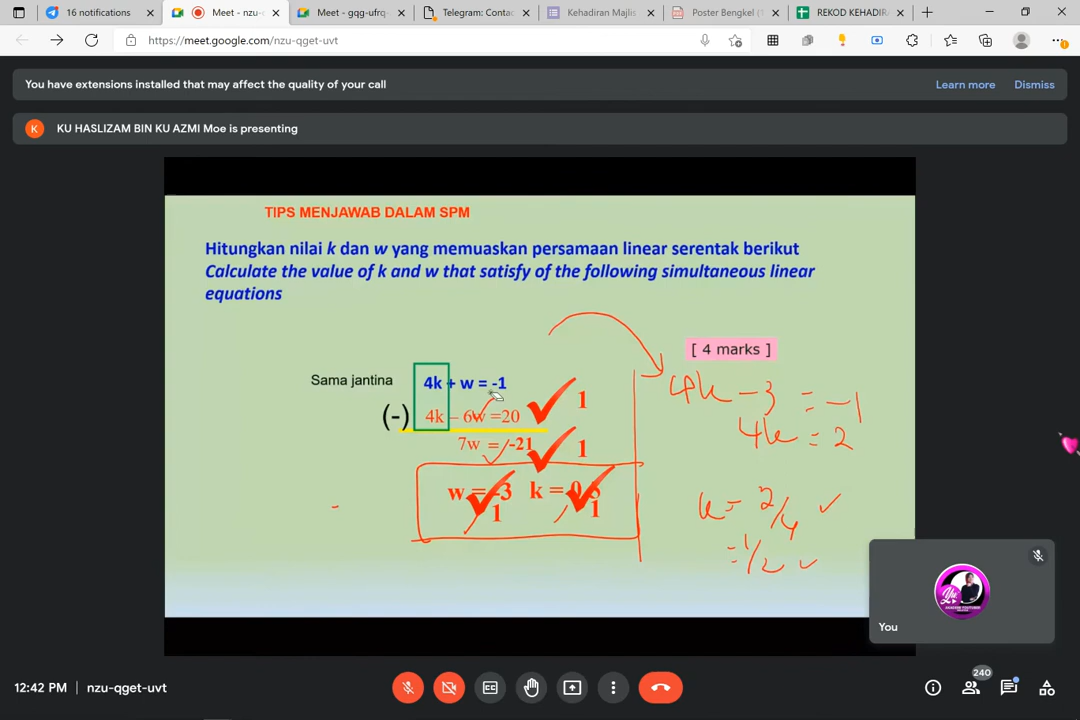 16 notifications
Meet - nzu-
Meet - gqg-ufrq-
Telegram: Contac
Kehadiran Majlis
Poster Bengkel (1
REKOD KEHADIRA
https://meet.google.com/nzu-qget-uvt
You have extensions installed that may affect the quality of your call
Learn more
Dismiss
K
KU HASLIZAM BIN KU AZMI Moe is presenting
TIPS MENJAWAB DALAM SPM
Hitungkan nilai k dan w yang memuaskan persamaan linear serentak berikut
Calculate the value of k and w that satisfy of the following simultaneous linear
equations
[ 4 marks ]
Sama jantina
4k + w = -1
(-)
4k – 6w =20
1
7w = -21
1
w = -3 k = 0.5
1
1
4k - 3 = -1
4k = 2
k = 2/4
= 1/2
You
12:42 PM
nzu-qget-uvt
240